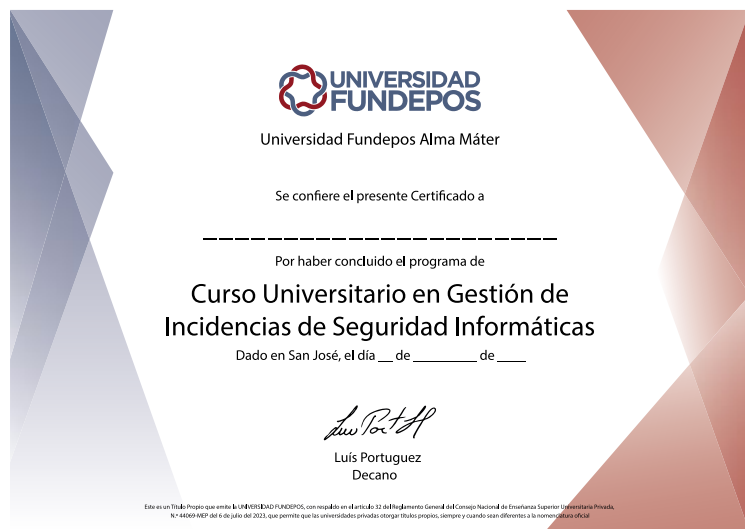 UNIVERSIDAD
FUNDEPOS
Universidad Fundepos Alma Máter
Se confiere el presente Certificado a
_ _ _ _ _ _ _ _ _ _ _ _ _ _ _ _ _ _ _ _ _ _
Por haber concluido el programa de
Curso Universitario en Gestión de
Incidencias de Seguridad Informáticas
Dado en San José, el día __ de ________ de ____
Luís Portuguez
Decano
Este es un Título Propio que emite la UNIVERSIDAD FUNDEPOS, con respaldo en el artículo 32 del Reglamento General del Consejo Nacional de Enseñanza Superior Universitaria Privada,
N.º 44069-MEP del 6 de julio del 2023, que permite que las universidades privadas otorgar títulos propios, siempre y cuando sean diferentes a la nomenclatura oficial